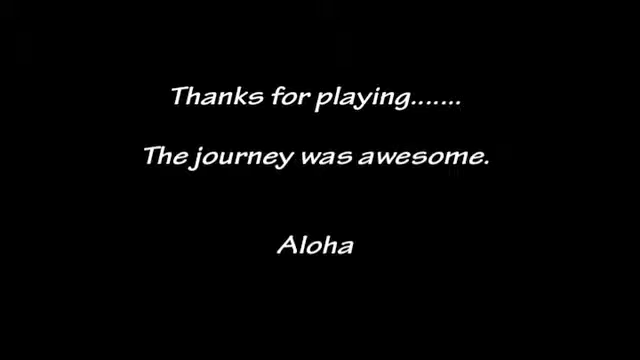 Thanks for playing.......
The journey was awesome.
Aloha